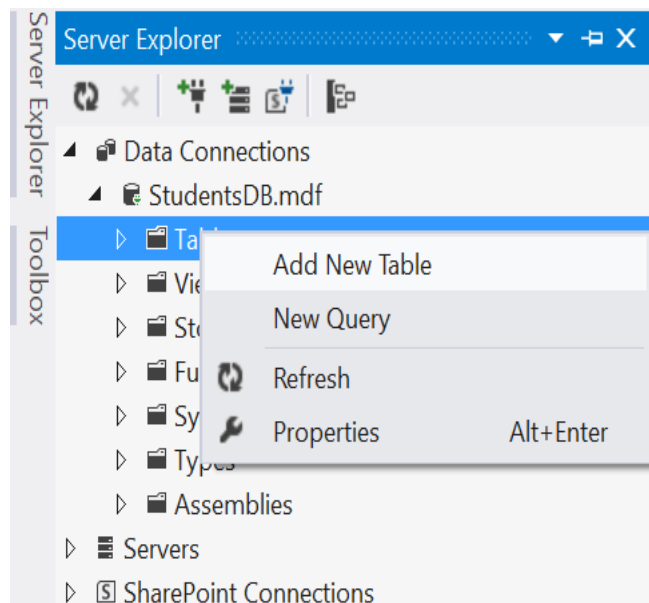 Server Explorer
Toolbox
Server Explorer
Data Connections
StudentsDB.mdf
Add New Table
New Query
Refresh
Properties Alt+Enter
Assemblies
Servers
SharePoint Connections